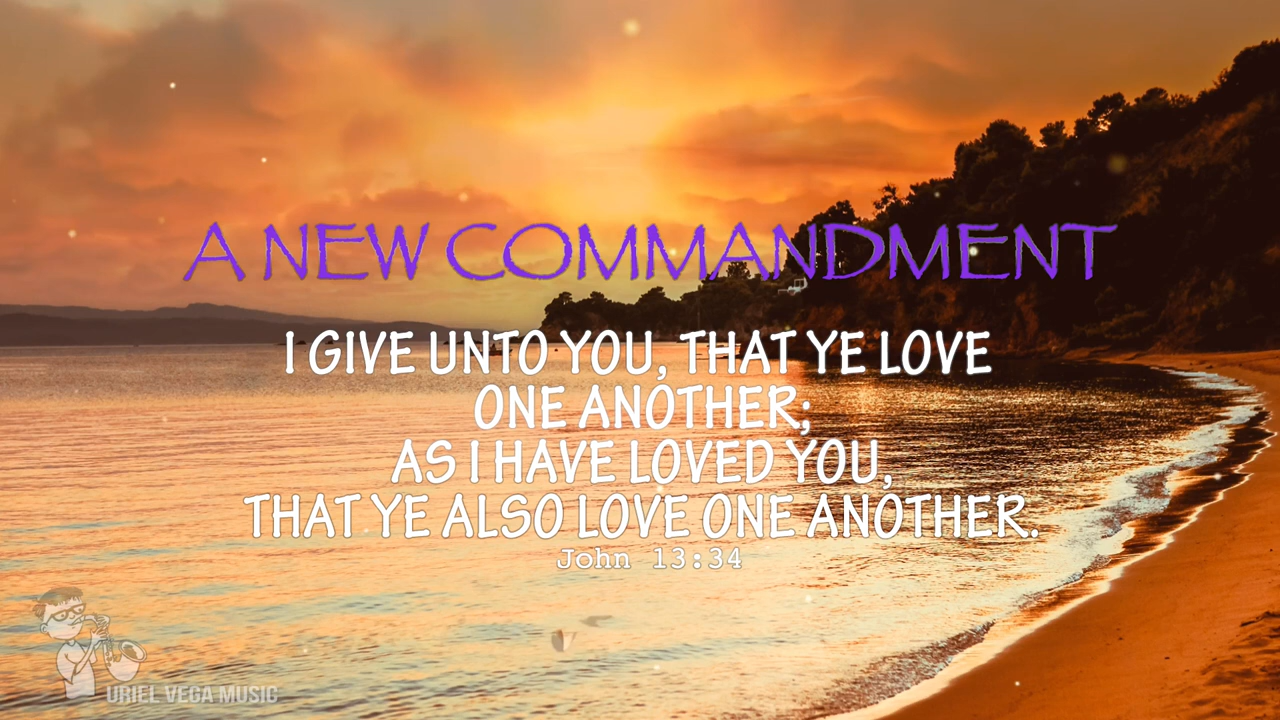 A NEW COMMANDMENT
I GIVE UNTO YOU, THAT YE LOVE
ONE ANOTHER;
AS I HAVE LOVED YOU,
THAT YE ALSO LOVE ONE ANOTHER.
John 13:34
URIEL VEGA MUSIC